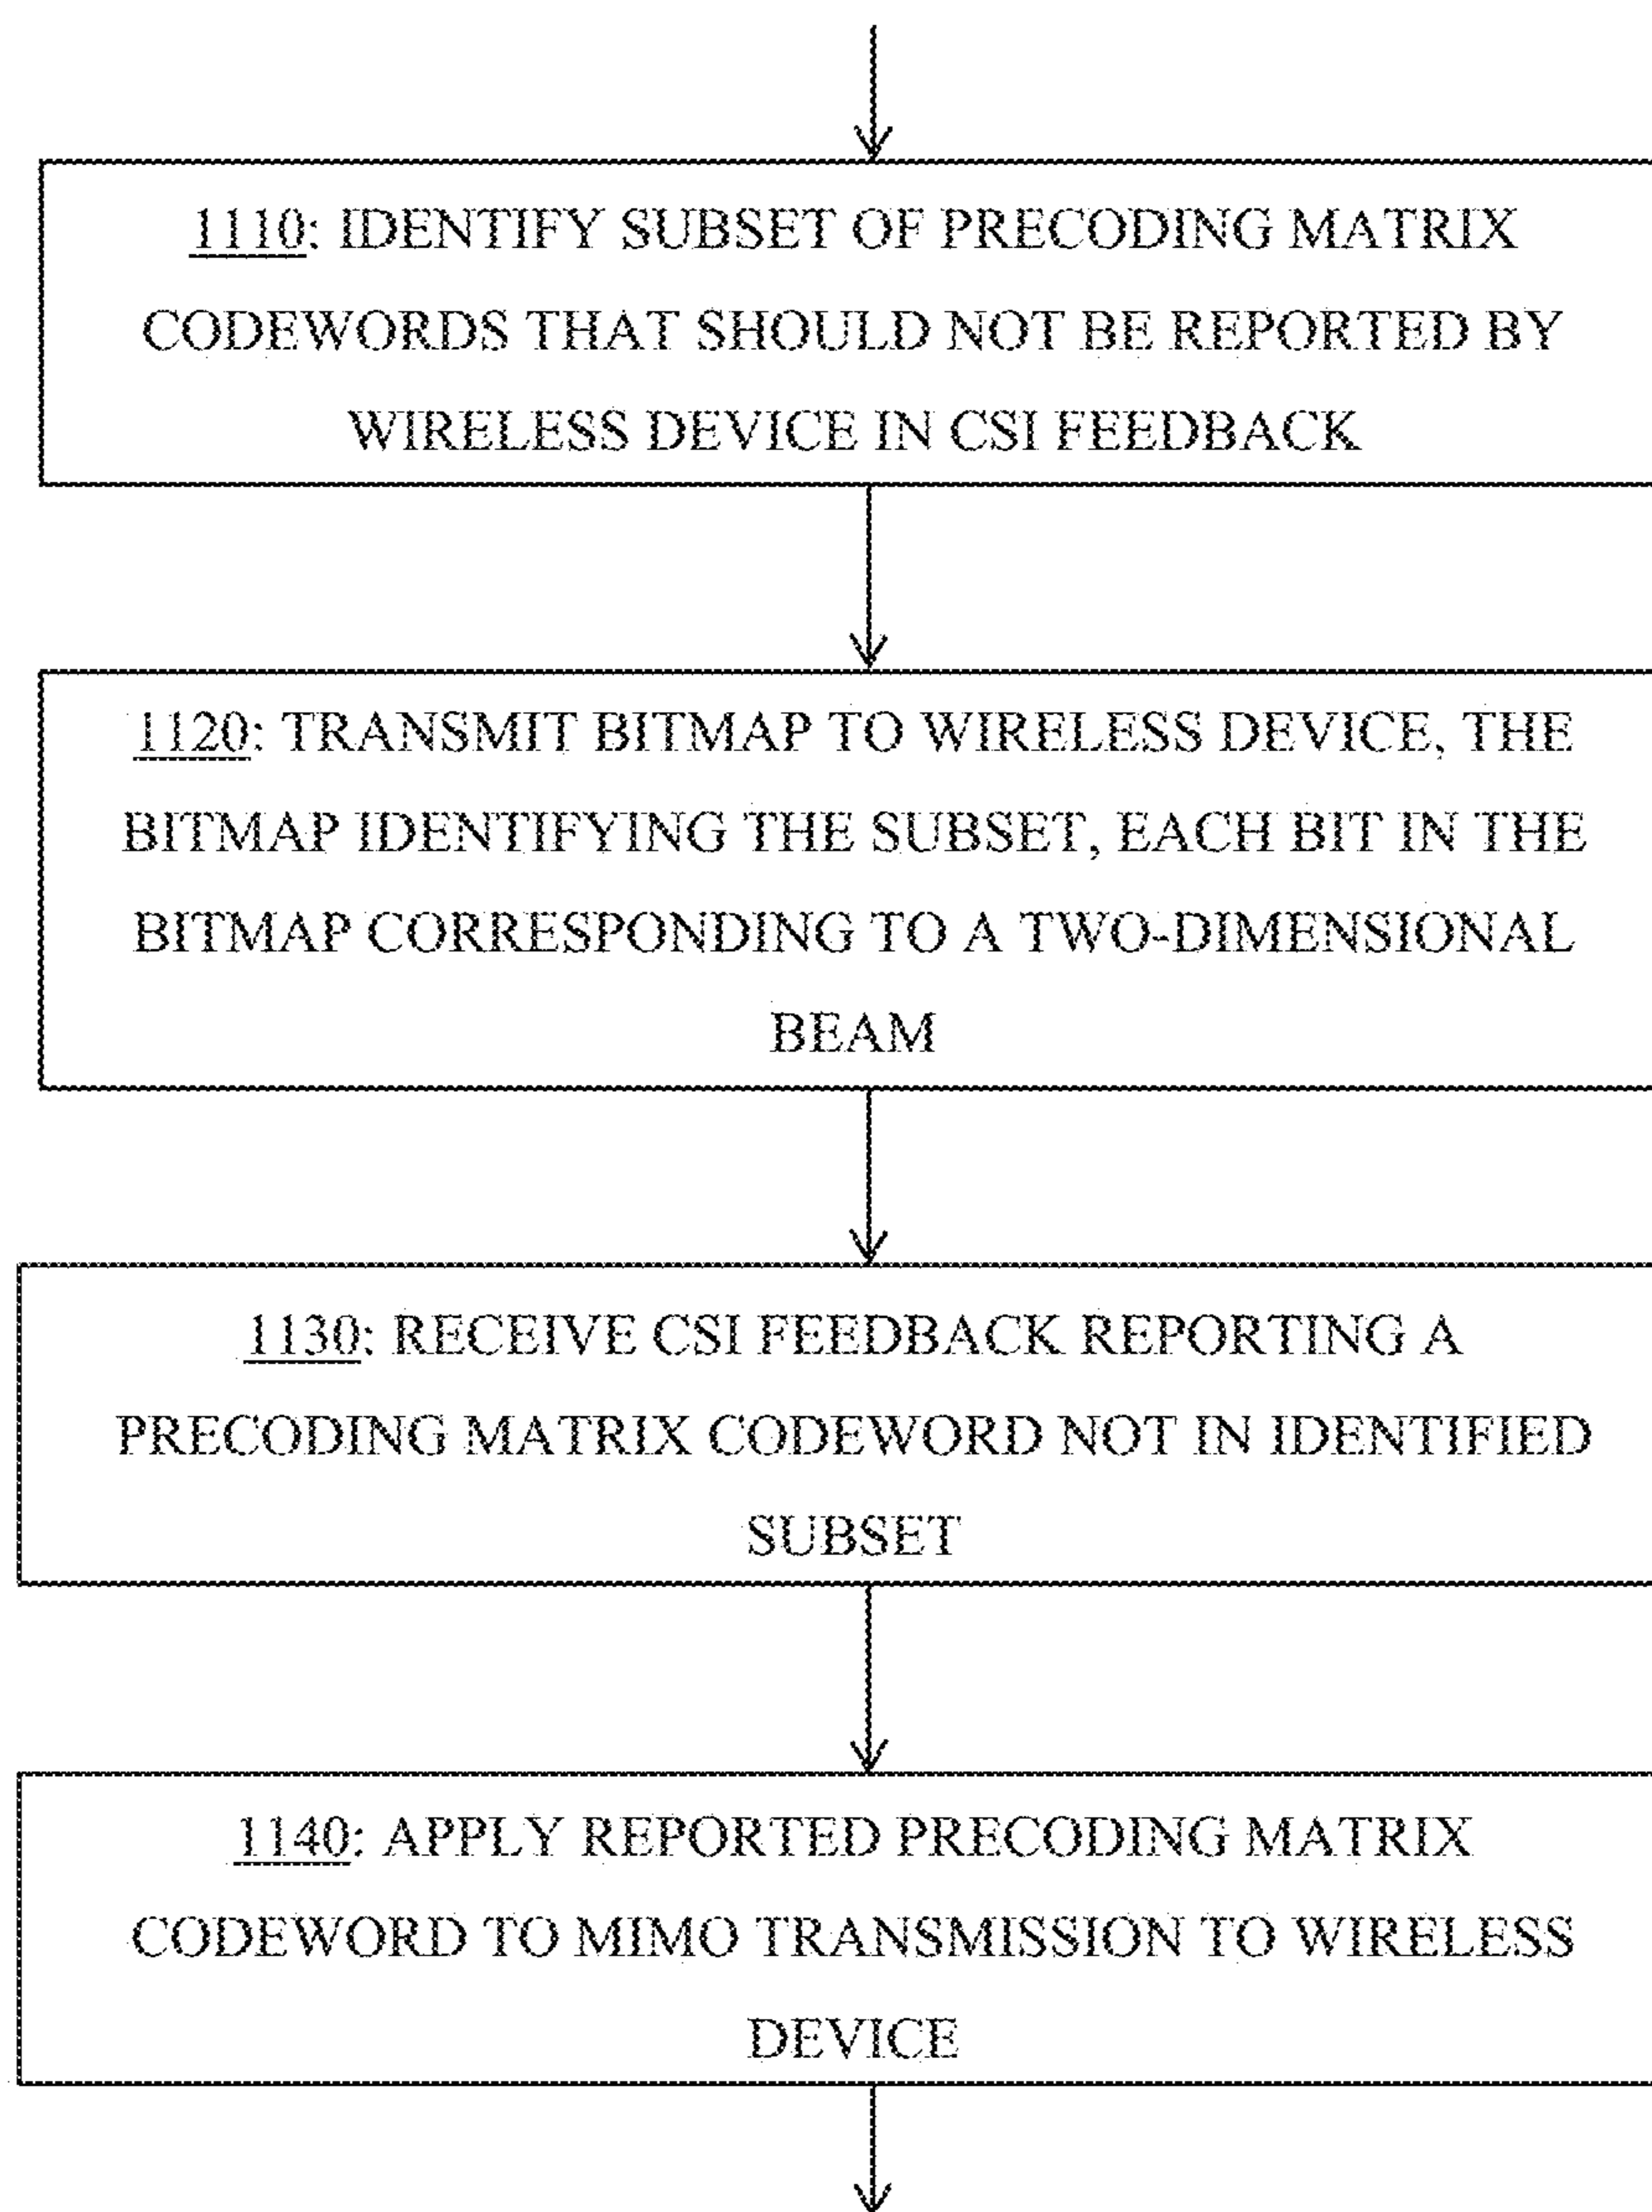 1110: IDENTIFY SUBSET OF PRECODING MATRIX
CODEWORDS THAT SHOULD NOT BE REPORTED BY
WIRELESS DEVICE IN CSI FEEDBACK
1120: TRANSMIT BITMAP TO WIRELESS DEVICE, THE
BITMAP IDENTIFYING THE SUBSET, EACH BIT IN THE
BITMAP CORRESPONDING TO A TWO-DIMENSIONAL
BEAM
1130: RECEIVE CSI FEEDBACK REPORTING A
PRECODING MATRIX CODEWORD NOT IN IDENTIFIED
SUBSET
1140: APPLY REPORTED PRECODING MATRIX
CODEWORD TO MIMO TRANSMISSION TO WIRELESS
DEVICE